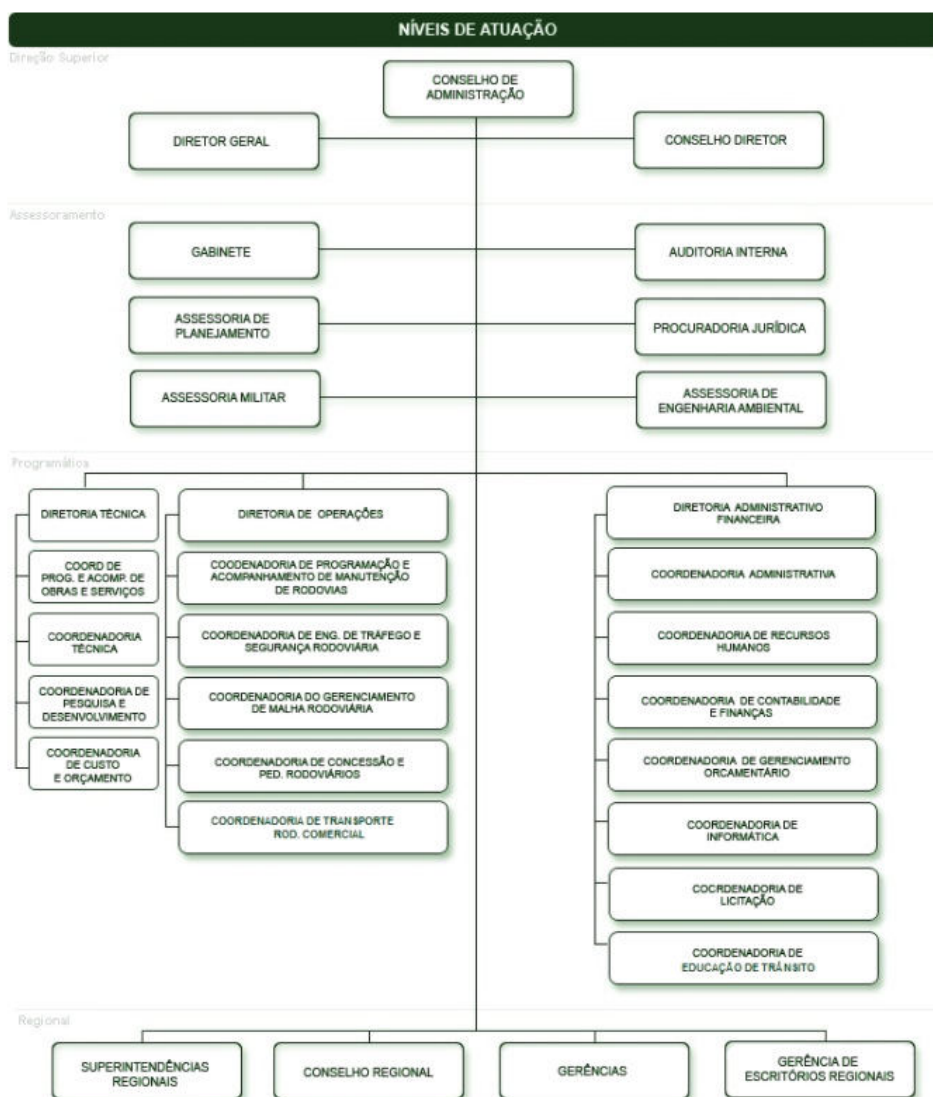 NÍVEIS DE ATUAÇÃO
Direção Superior
CONSELHO DE
ADMINISTRAÇÃO
DIRETOR GERAL
CONSELHO DIRETOR
Assessoramento
GABINETE
AUDITORIA INTERNA
ASSESSORIA DE
PLANEJAMENTO
PROCURADORIA JURÍDICA
ASSESSORIA MILITAR
ASSESSORIA DE
ENGENHARIA AMBIENTAL
Programática
DIRETORIA TÉCNICA
COORD DE
PROG. E ACOMP. DE
OBRAS E SERVIÇOS
COORDENADORIA
TÉCNICA
COORDENADORIA DE
PESQUISA E
DESENVOLVIMENTO
COORDENADORIA
DE CUSTO
E ORÇAMENTO
DIRETORIA DE OPERAÇÕES
COODENADORIA DE PROGRAMAÇÃO E
ACOMPANHAMENTO DE MANUTENÇÃO
DE RODOVIAS
COORDENADORIA DE ENG. DE TRÁFEGO E
SEGURANÇA RODOVIÁRIA
COORDENADORIA DO GERENCIAMENTO
DE MALHA RODOVIÁRIA
COORDENADORIA DE CONCESSÃO E
PED. RODOVIÁRIOS
COORDENADORIA DE TRANSPORTE
ROD. COMERCIAL
DIRETORIA ADMINISTRATIVO
FINANCEIRA
COORDENADORIA ADMINISTRATIVA
COORDENADORIA DE RECURSOS
HUMANOS
COORDENADORIA DE CONTABILIDADE
E FINANÇAS
COORDENADORIA DE GERENCIAMENTO
ORCAMENTÁRIO
COORDENADORIA DE
INFORMÁTICA
COCRDENADORIA DE
LICITAÇÃO
COORDENADORIA DE
EDUCAÇÃO DE TRÂNSITO
Regional
SUPERINTENDÊNCIAS
REGIONAIS
CONSELHO REGIONAL
GERÊNCIAS
GERÊNCIA DE
ESCRITÓRIOS REGIONAIS